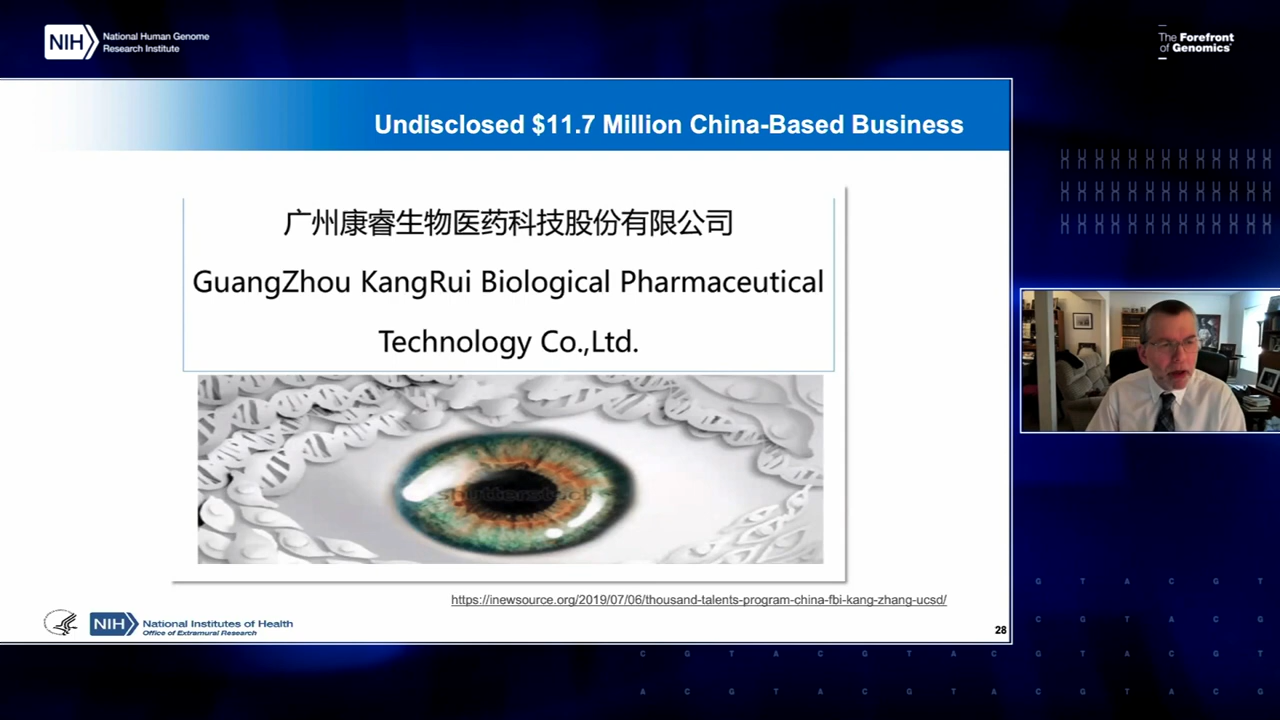 NIH
National Human Genome
Research Institute
The Forefront
of Genomics
Undisclosed $11.7 Million China-Based Business
广州康睿生物医药科技股份有限公司
GuangZhou KangRui Biological Pharmaceutical
Technology Co.,Ltd.
shutterstock
https://inewsource.org/2019/07/06/thousand-talents-program-china-fbi-kang-zhang-ucsd/
NIH
National Institutes of Health
Office of Extramural Research
28
G T A C G T
C G T A C G
C G T A C G T A C G T A C G T
A C G T A C G T A C G T A C G